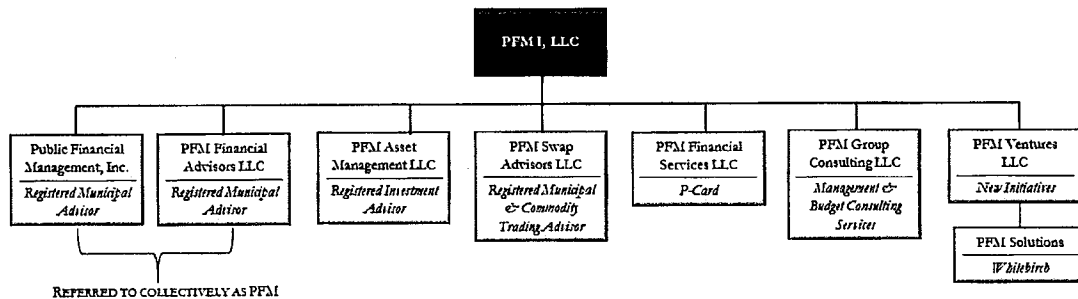 PFM I, LLC
Public Financial
Management, Inc.
Registered Municipal
Advisor
PFM Financial
Advisors LLC
Registered Municipal
Advisor
PFM Asset
Management LLC
Registered Investment
Advisor
PFM Swap
Advisors LLC
Registered Municipal
& Commodity
Trading Advisor
PFM Financial
Services LLC
P-Card
PFM Group
Consulting LLC
Management &
Budget Consulting
Services
PFM Ventures
LLC
New Initiatives
PFM Solutions
Whitebirch
REFERRED TO COLLECTIVELY AS PFM